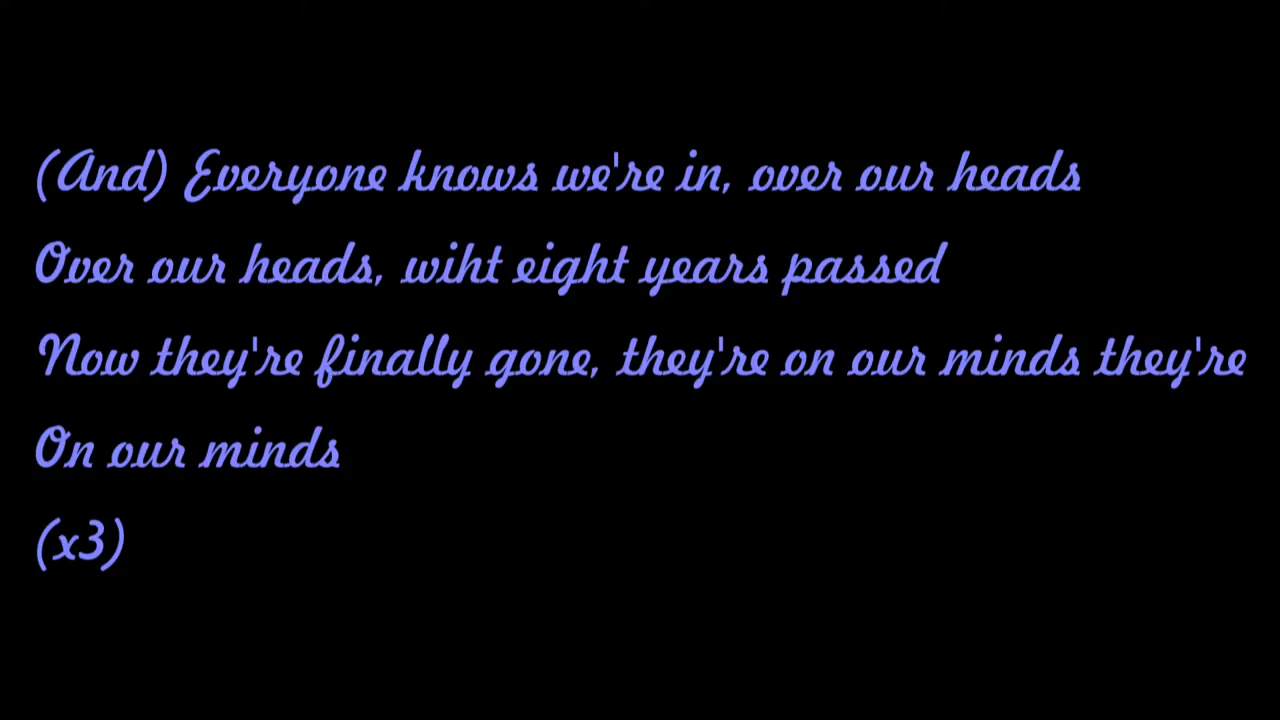 (And) Everyone knows we're in, over our heads
Over our heads, wiht eight years passed
Now they're finally gone, they're on our minds they're
On our minds
(x3)